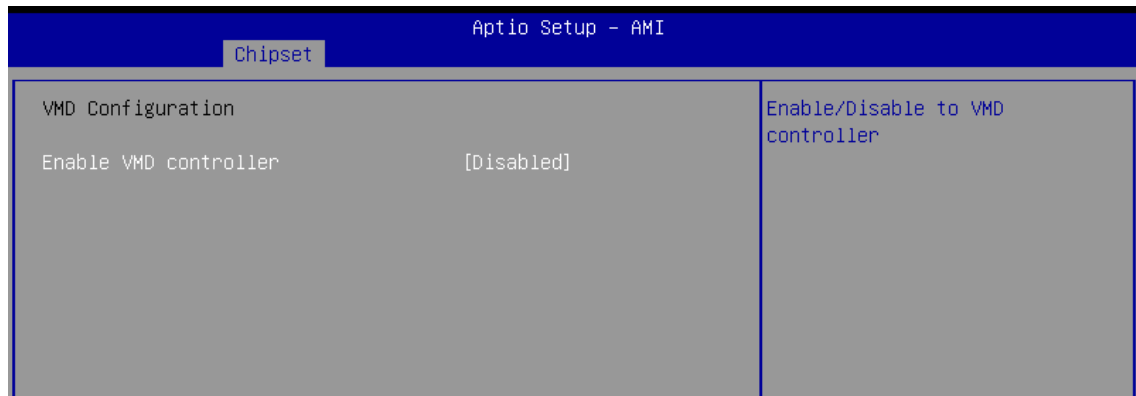 Aptio Setup - AMI
Chipset
VMD Configuration
Enable VMD controller [Disabled]
Enable/Disable to VMD
controller